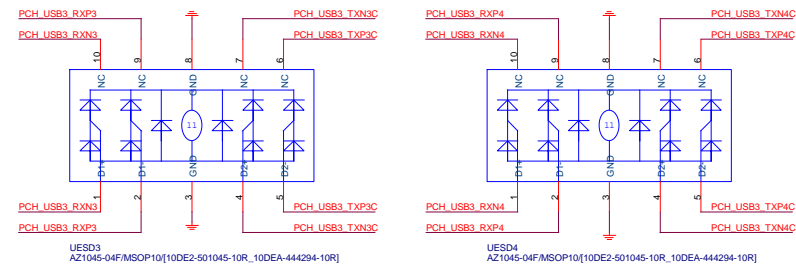 PCH_USB3_RXP3
PCH_USB3_TXN3C
PCH_USB3_RXN3
PCH_USB3_TXP3C
10 9 8 7 6
NC NC GND NC NC
11
D1+ D1- GND D2+ D2-
1 2 3 4 5
PCH_USB3_RXN3
PCH_USB3_TXP3C
PCH_USB3_RXP3
PCH_USB3_TXN3C
UESD3
AZ1045-04F/MSOP10/[10DE2-501045-10R_10DEA-444294-10R]
PCH_USB3_RXP4
PCH_USB3_TXN4C
PCH_USB3_RXN4
PCH_USB3_TXP4C
10 9 8 7 6
NC NC GND NC NC
11
D1+ D1- GND D2+ D2-
1 2 3 4 5
PCH_USB3_RXN4
PCH_USB3_TXP4C
PCH_USB3_RXP4
PCH_USB3_TXN4C
UESD4
AZ1045-04F/MSOP10/[10DE2-501045-10R_10DEA-444294-10R]